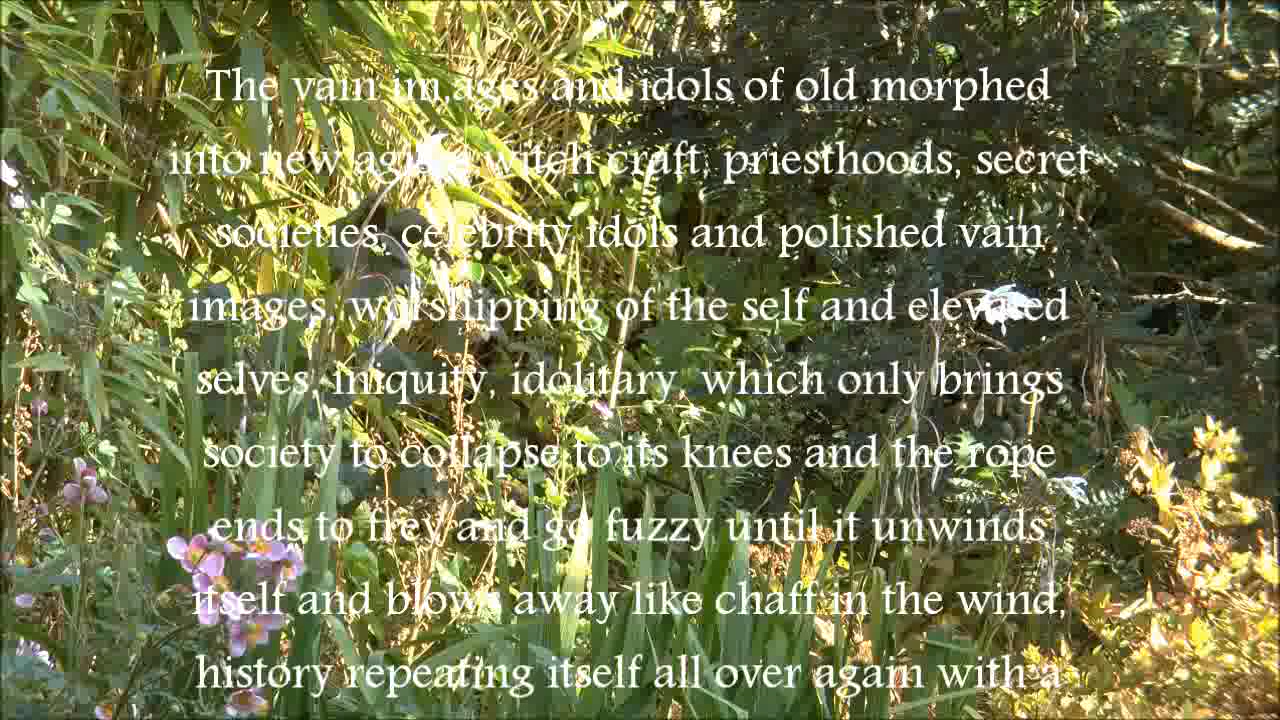 The vain im,ages and idols of old morphed
into new agism witch craft, priesthoods, secret
societies, celebrity idols and polished vain
images, worshipping of the self and elevated
selves. Iniquity, idolitary, which only brings
society to collapse to its knees and the rope
ends to frey and go fuzzy until it unwinds
itself and blows away like chaff in the wind,
history repeating itself all over again with a